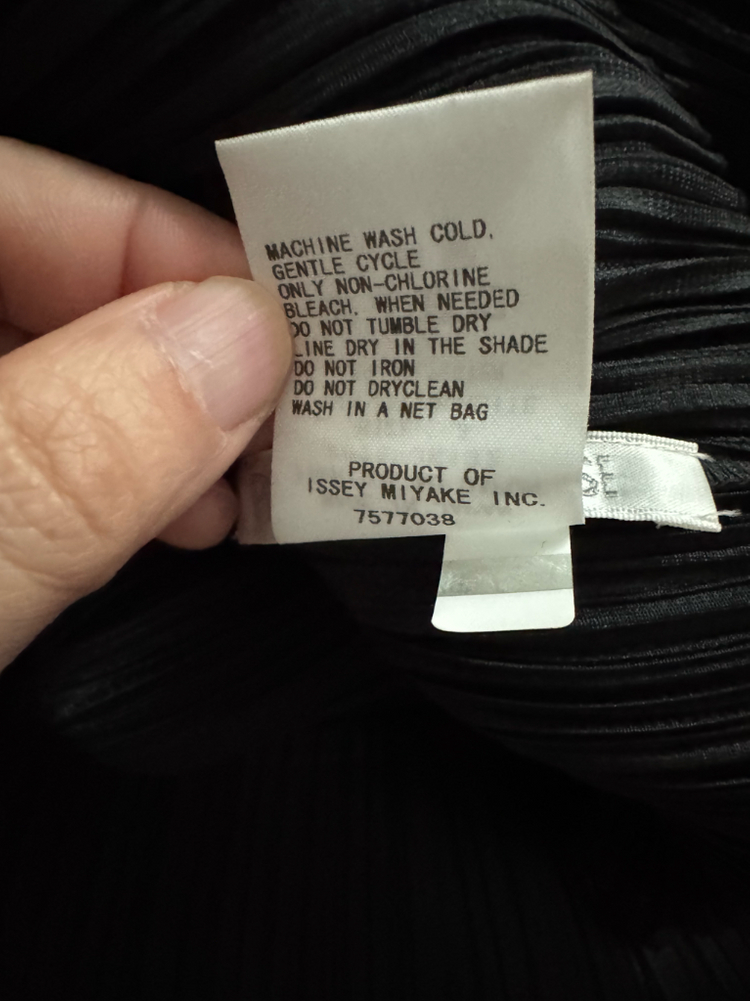 MACHINE WASH COLD,
GENTLE CYCLE
ONLY NON-CHLORINE
BLEACH, WHEN NEEDED
DO NOT TUMBLE DRY
LINE DRY IN THE SHADE
DO NOT IRON
DO NOT DRYCLEAN
WASH IN A NET BAG
PRODUCT OF
ISSEY MIYAKE INC.
7577038